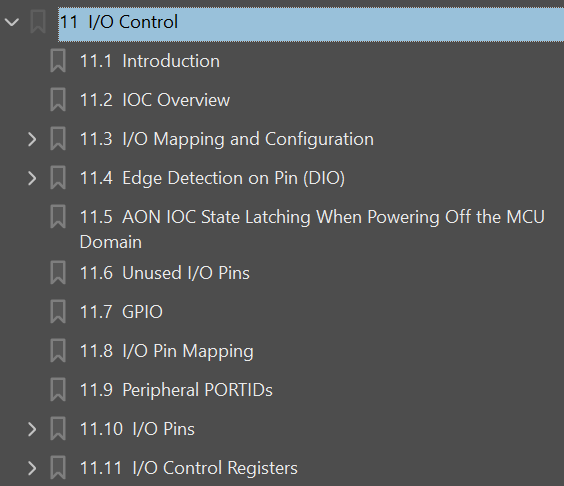 11 I/O Control
11.1 Introduction
11.2 IOC Overview
11.3 I/O Mapping and Configuration
11.4 Edge Detection on Pin (DIO)
11.5 AON IOC State Latching When Powering Off the MCU
Domain
11.6 Unused I/O Pins
11.7 GPIO
11.8 I/O Pin Mapping
11.9 Peripheral PORTIDs
11.10 I/O Pins
11.11 I/O Control Registers